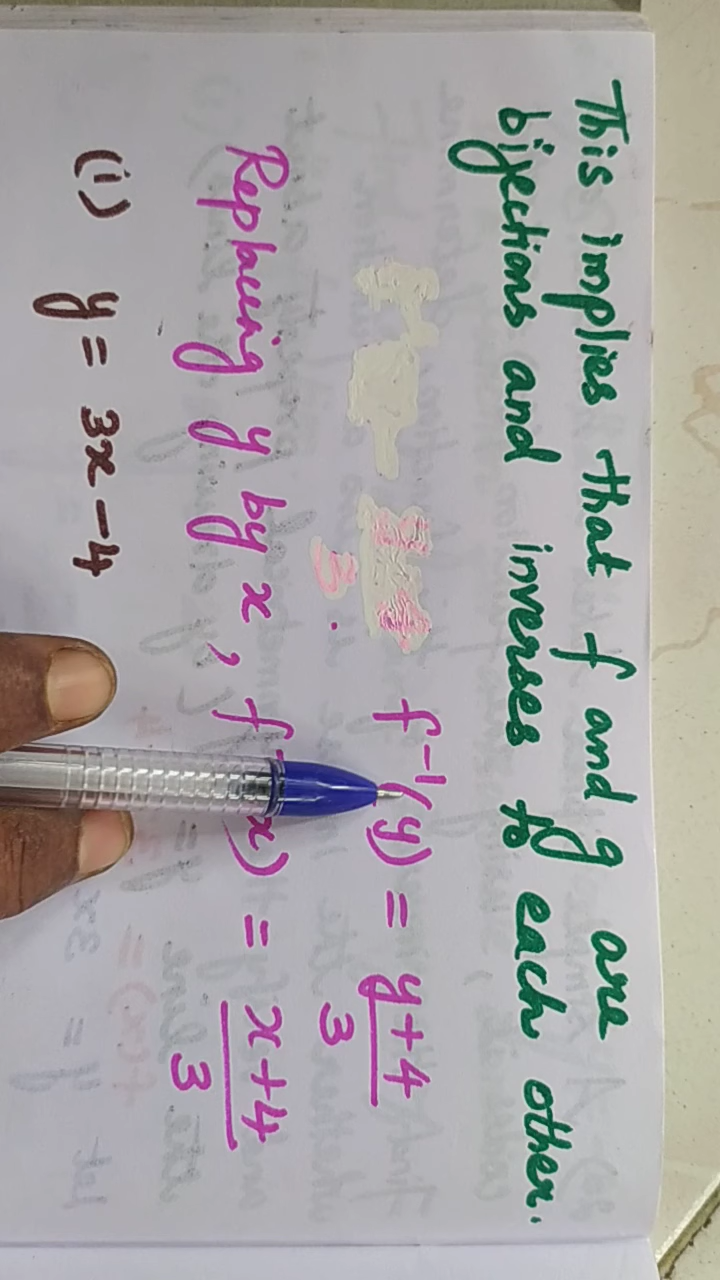 This implies that f and g are
bijections and inverses to each other.
f⁻¹(y) = y+4
3
Replacing y by x, f⁻ x) = x+4
3
(i) y = 3x-4